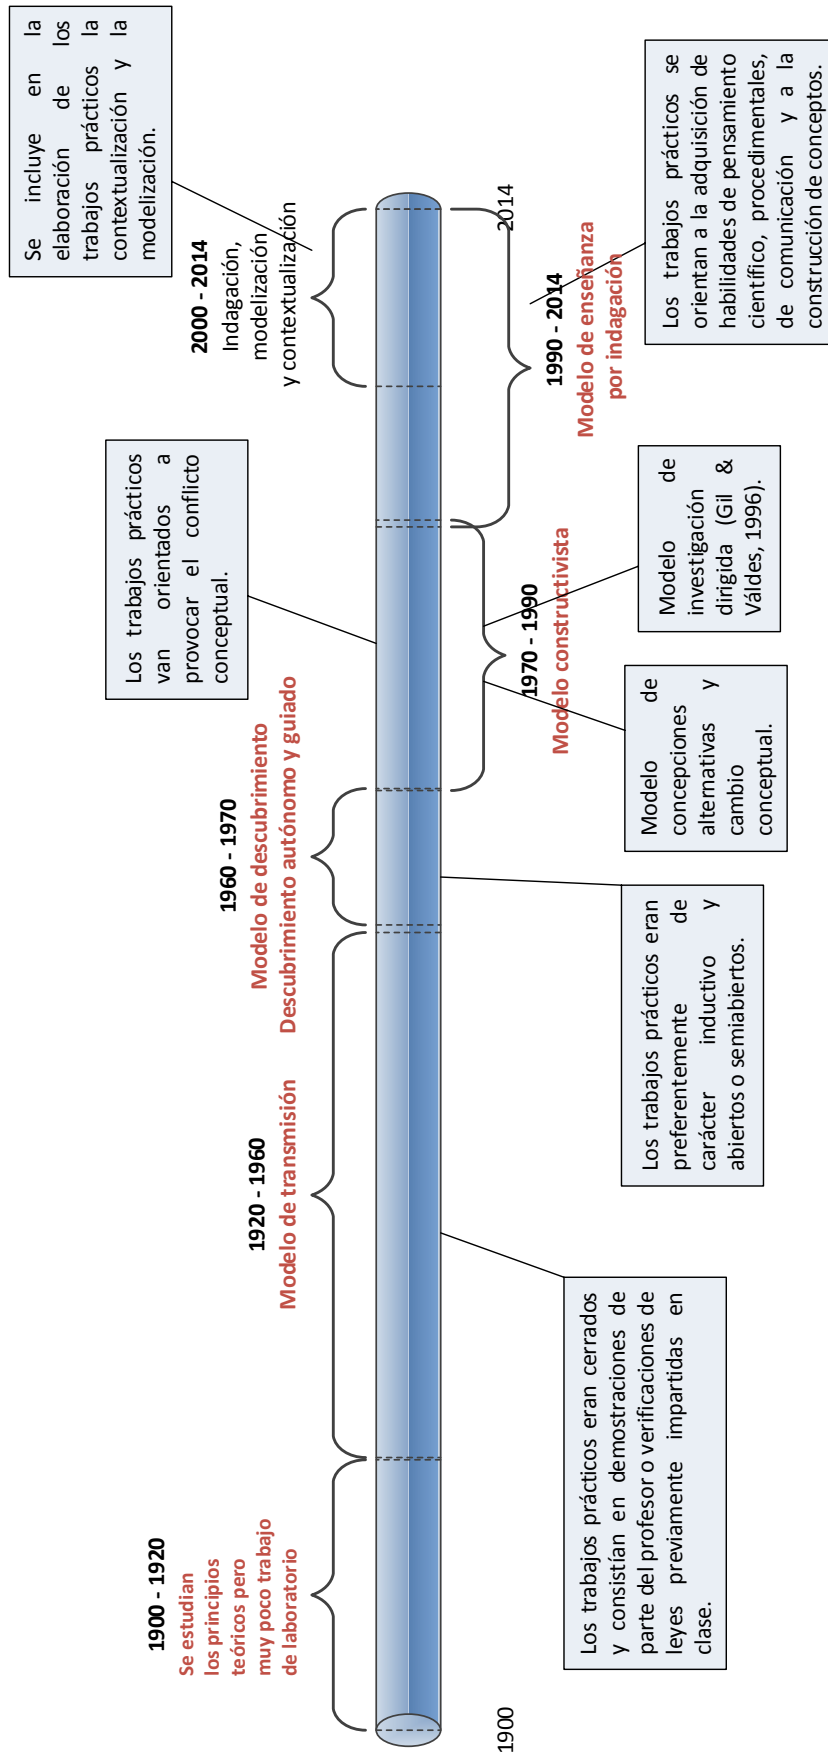 1900 - 1920
Se estudian
los principios
teóricos pero
muy poco trabajo
de laboratorio
1920 - 1960
Modelo de transmisión
1960 - 1970
Modelo de descubrimiento
Descubrimiento autónomo y guiado
Los trabajos prácticos
van orientados a
provocar el conflicto
conceptual.
2000 - 2014
Indagación,
modelización
y contextualización
Se incluye en la
elaboración de los
trabajos prácticos la
contextualización y la
modelización.
1900
2014
1970 - 1990
Modelo constructivista
1990 - 2014
Modelo de enseñanza
por indagación
Los trabajos prácticos eran cerrados
y consistían en demostraciones de
parte del profesor o verificaciones de
leyes previamente impartidas en
clase.
Los trabajos prácticos eran
preferentemente de
carácter inductivo y
abiertos o semiabiertos.
Modelo de
concepciones
alternativas y
cambio
conceptual.
Modelo de
investigación
dirigida (Gil &
Váldes, 1996).
Los trabajos prácticos se
orientan a la adquisición de
habilidades de pensamiento
científico, procedimentales,
de comunicación y a la
construcción de conceptos.